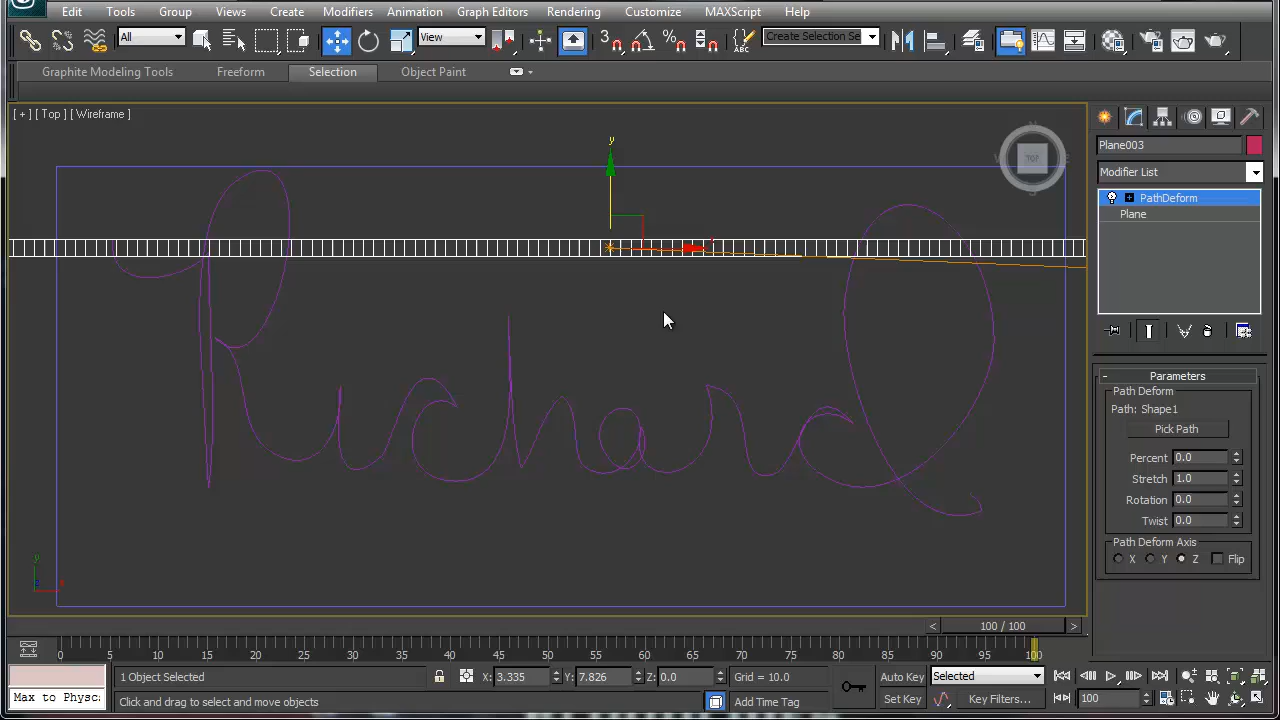 Edit Tools Group Views Create Modifiers Animation Graph Editors Rendering Customize MAXScript Help
All View 3 Create Selection Se
Graphite Modeling Tools Freeform Selection Object Paint
[ + ] [ Top ] [ Wireframe ]
y
TOP
Richard
y
x
Plane003
Modifier List
PathDeform
Plane
- Parameters
Path Deform
Path: Shape1
Pick Path
Percent 0.0
Stretch 1.0
Rotation 0.0
Twist 0.0
Path Deform Axis
X Y Z Flip
< 100 / 100 >
0 5 10 15 20 25 30 35 40 45 50 55 60 65 70 75 80 85 90 95 100
1 Object Selected X: 3.335 Y: 7.826 Z: 0.0 Grid = 10.0 Auto Key Selected
Max to Physca Click and drag to select and move objects Add Time Tag Set Key Key Filters... 100